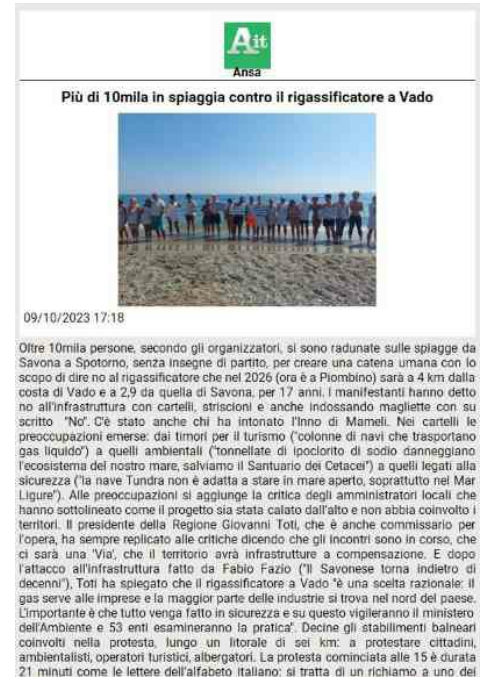 Ait
Ansa
Più di 10mila in spiaggia contro il rigassificatore a Vado
09/10/2023 17:18
Oltre 10mila persone, secondo gli organizzatori, si sono radunate sulle spiagge da
Savona a Spotorno, senza insegne di partito, per creare una catena umana con lo
scopo di dire no al rigassificatore che nel 2026 (ora è a Piombino) sarà a 4 km dalla
costa di Vado e a 2,9 da quella di Savona, per 17 anni. I manifestanti hanno detto
no all'infrastruttura con cartelli, striscioni e anche indossando magliette con su
scritto "No". C'è stato anche chi ha intonato l'Inno di Mameli. Nei cartelli le
preoccupazioni emerse: dai timori per il turismo ("colonne di navi che trasportano
gas liquido") a quelli ambientali ("tonnellate di ipoclorito di sodio danneggiano
l'ecosistema del nostro mare, salviamo il Santuario dei Cetacei") a quelli legati alla
sicurezza ("la nave Tundra non è adatta a stare in mare aperto, soprattutto nel Mar
Ligure"). Alle preoccupazioni si aggiunge la critica degli amministratori locali che
hanno sottolineato come il progetto sia stata calato dall'alto e non abbia coinvolto i
territori. Il presidente della Regione Giovanni Toti, che è anche commissario per
l'opera, ha sempre replicato alle critiche dicendo che gli incontri sono in corso, che
ci sarà una 'Via', che il territorio avrà infrastrutture a compensazione. E dopo
l'attacco all'infrastruttura fatto da Fabio Fazio ("Il Savonese torna indietro di
decenni"), Toti ha spiegato che il rigassificatore a Vado "è una scelta razionale: il
gas serve alle imprese e la maggior parte delle industrie si trova nel nord del paese.
L'importante è che tutto venga fatto in sicurezza e su questo vigileranno il ministero
dell'Ambiente e 53 enti esamineranno la pratica". Decine gli stabilimenti balneari
coinvolti nella protesta, lungo un litorale di sei km: a protestare cittadini,
ambientalisti, operatori turistici, albergatori. La protesta cominciata alle 15 è durata
21 minuti come le lettere dell'alfabeto italiano: si tratta di un richiamo a uno dei